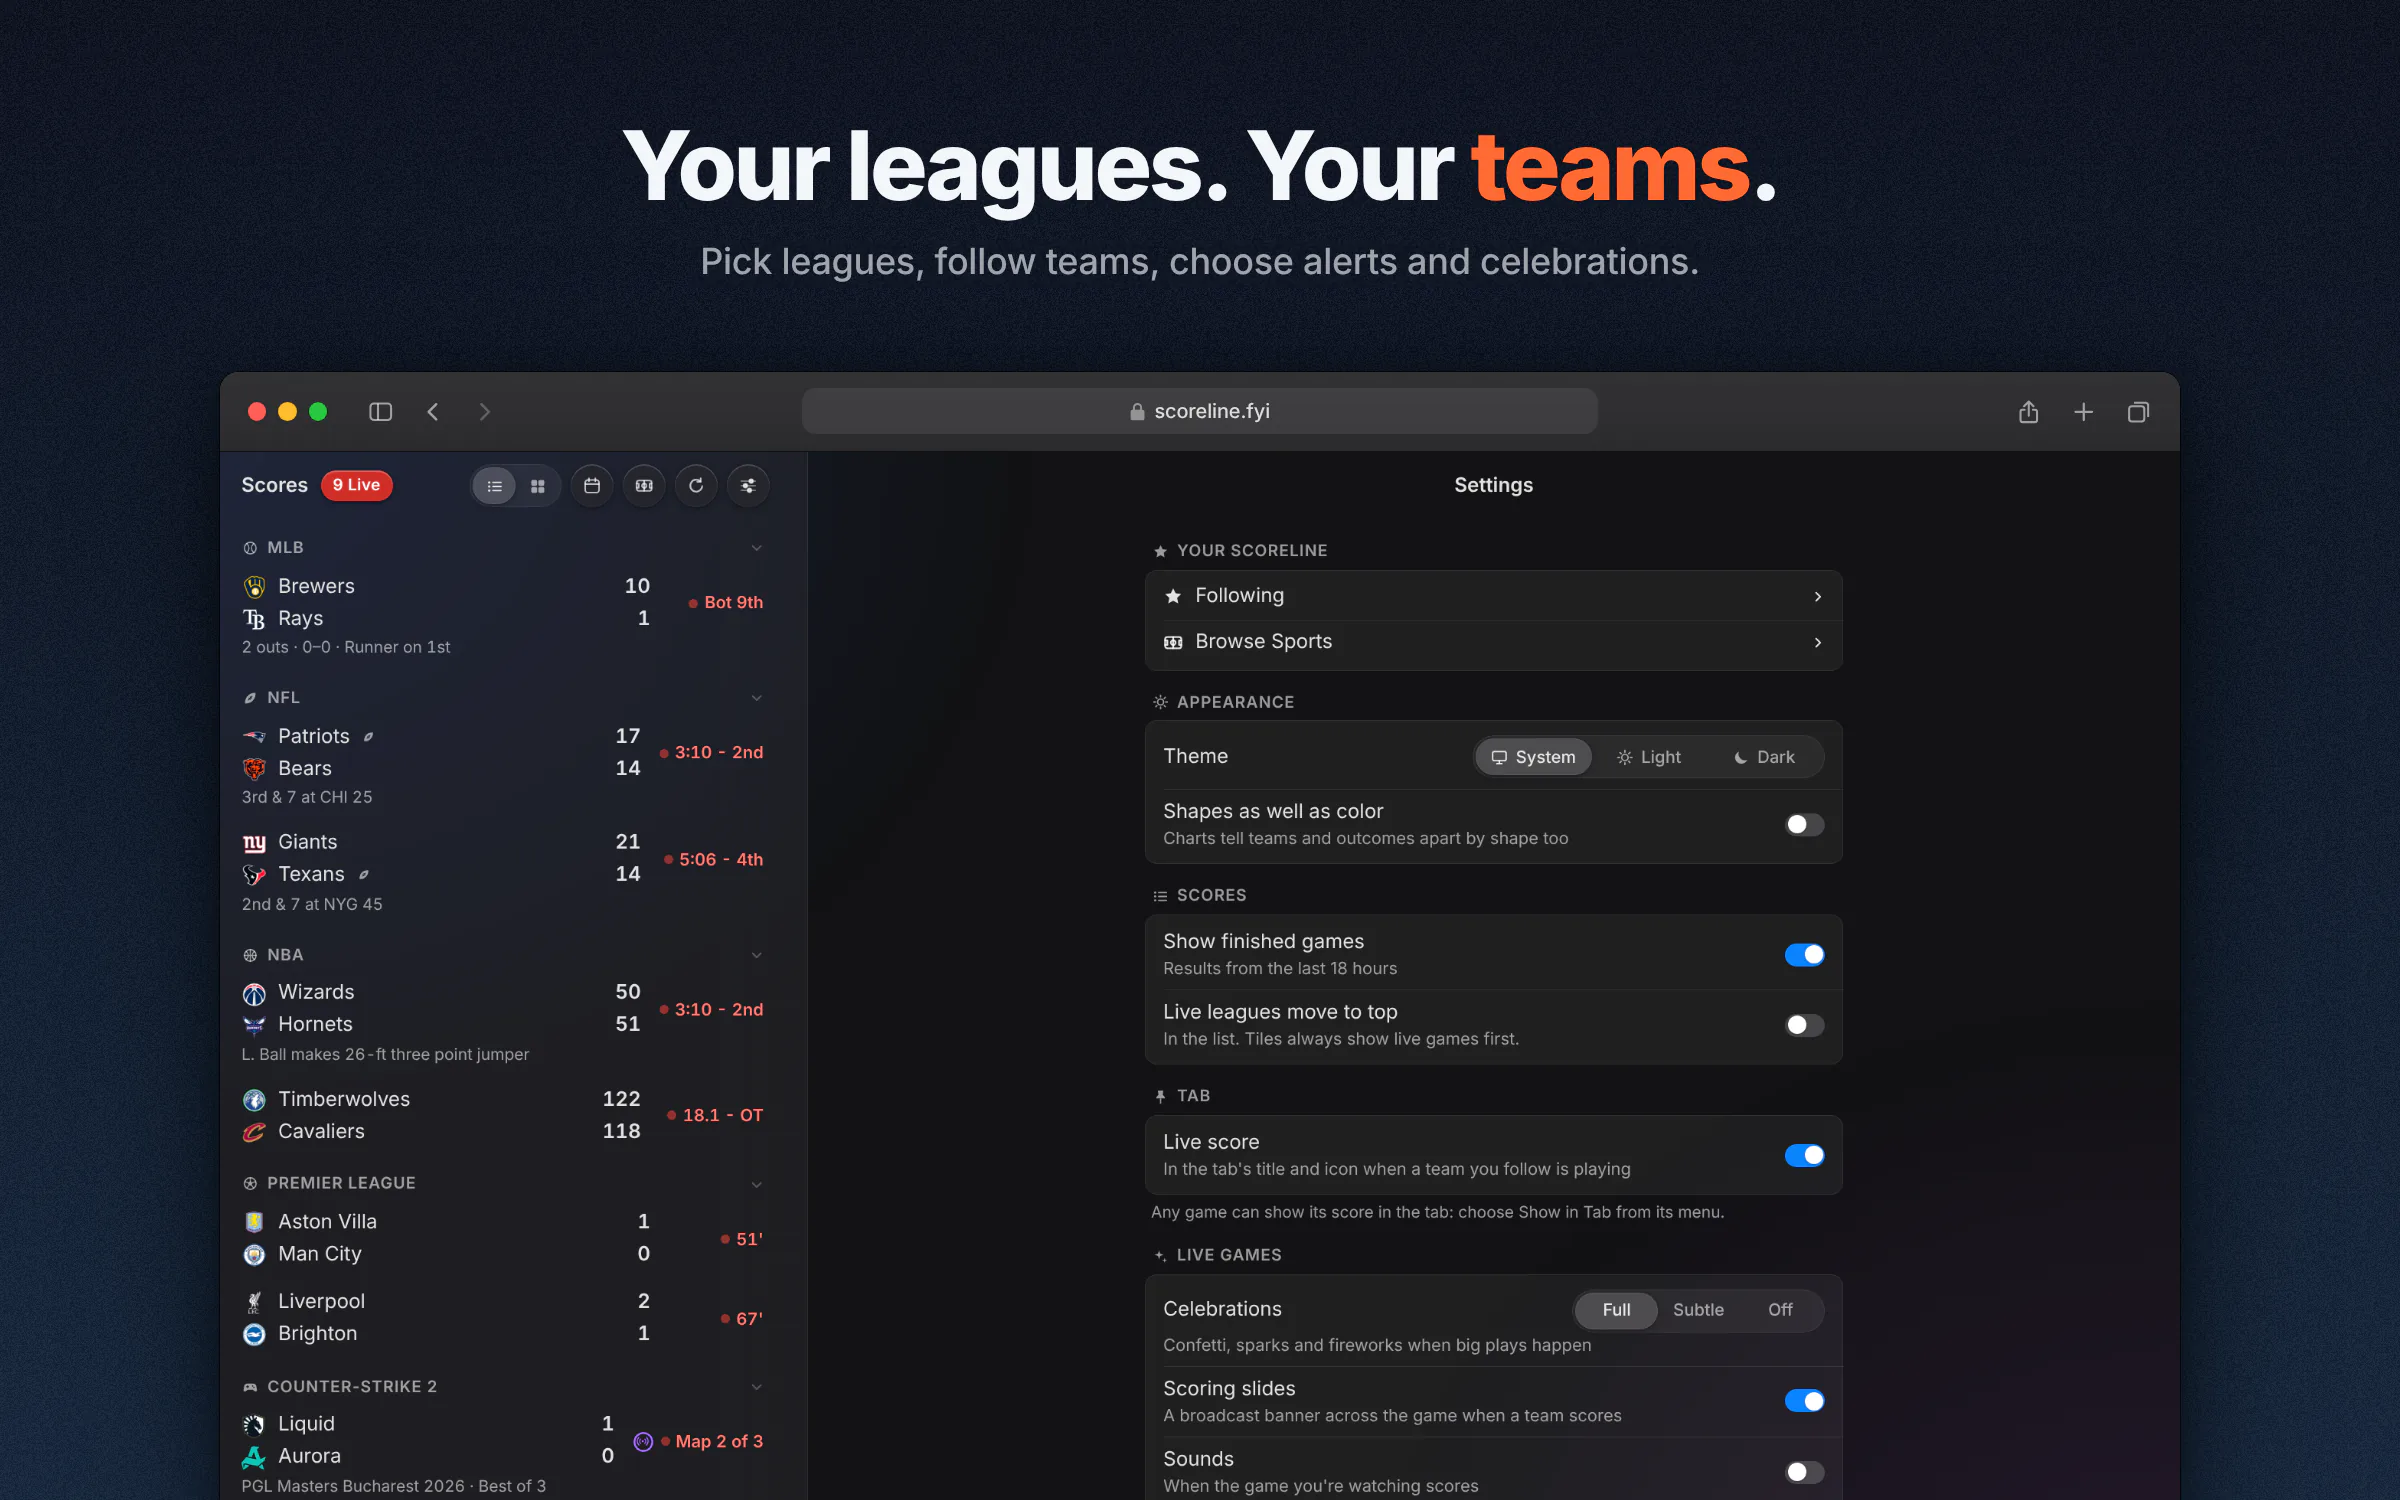 Your leagues. Your teams.
Pick leagues, follow teams, choose alerts and celebrations.
scoreline.fyi
Scores
9 Live
MLB
Brewers 10
Rays 1
Bot 9th
2 outs · 0–0 · Runner on 1st
NFL
Patriots 17
Bears 14
3:10 - 2nd
3rd & 7 at CHI 25
Giants 21
Texans 14
5:06 - 4th
2nd & 7 at NYG 45
NBA
Wizards 50
Hornets 51
3:10 - 2nd
L. Ball makes 26-ft three point jumper
Timberwolves 122
Cavaliers 118
18.1 - OT
PREMIER LEAGUE
Aston Villa 1
Man City 0
51'
Liverpool 2
Brighton 1
67'
COUNTER-STRIKE 2
Liquid 1
Aurora 0
Map 2 of 3
PGL Masters Bucharest 2026 · Best of 3
Settings
YOUR SCORELINE
Following
Browse Sports
APPEARANCE
Theme
System Light Dark
Shapes as well as color
Charts tell teams and outcomes apart by shape too
SCORES
Show finished games
Results from the last 18 hours
Live leagues move to top
In the list. Tiles always show live games first.
TAB
Live score
In the tab's title and icon when a team you follow is playing
Any game can show its score in the tab: choose Show in Tab from its menu.
LIVE GAMES
Celebrations
Full Subtle Off
Confetti, sparks and fireworks when big plays happen
Scoring slides
A broadcast banner across the game when a team scores
Sounds
When the game you're watching scores